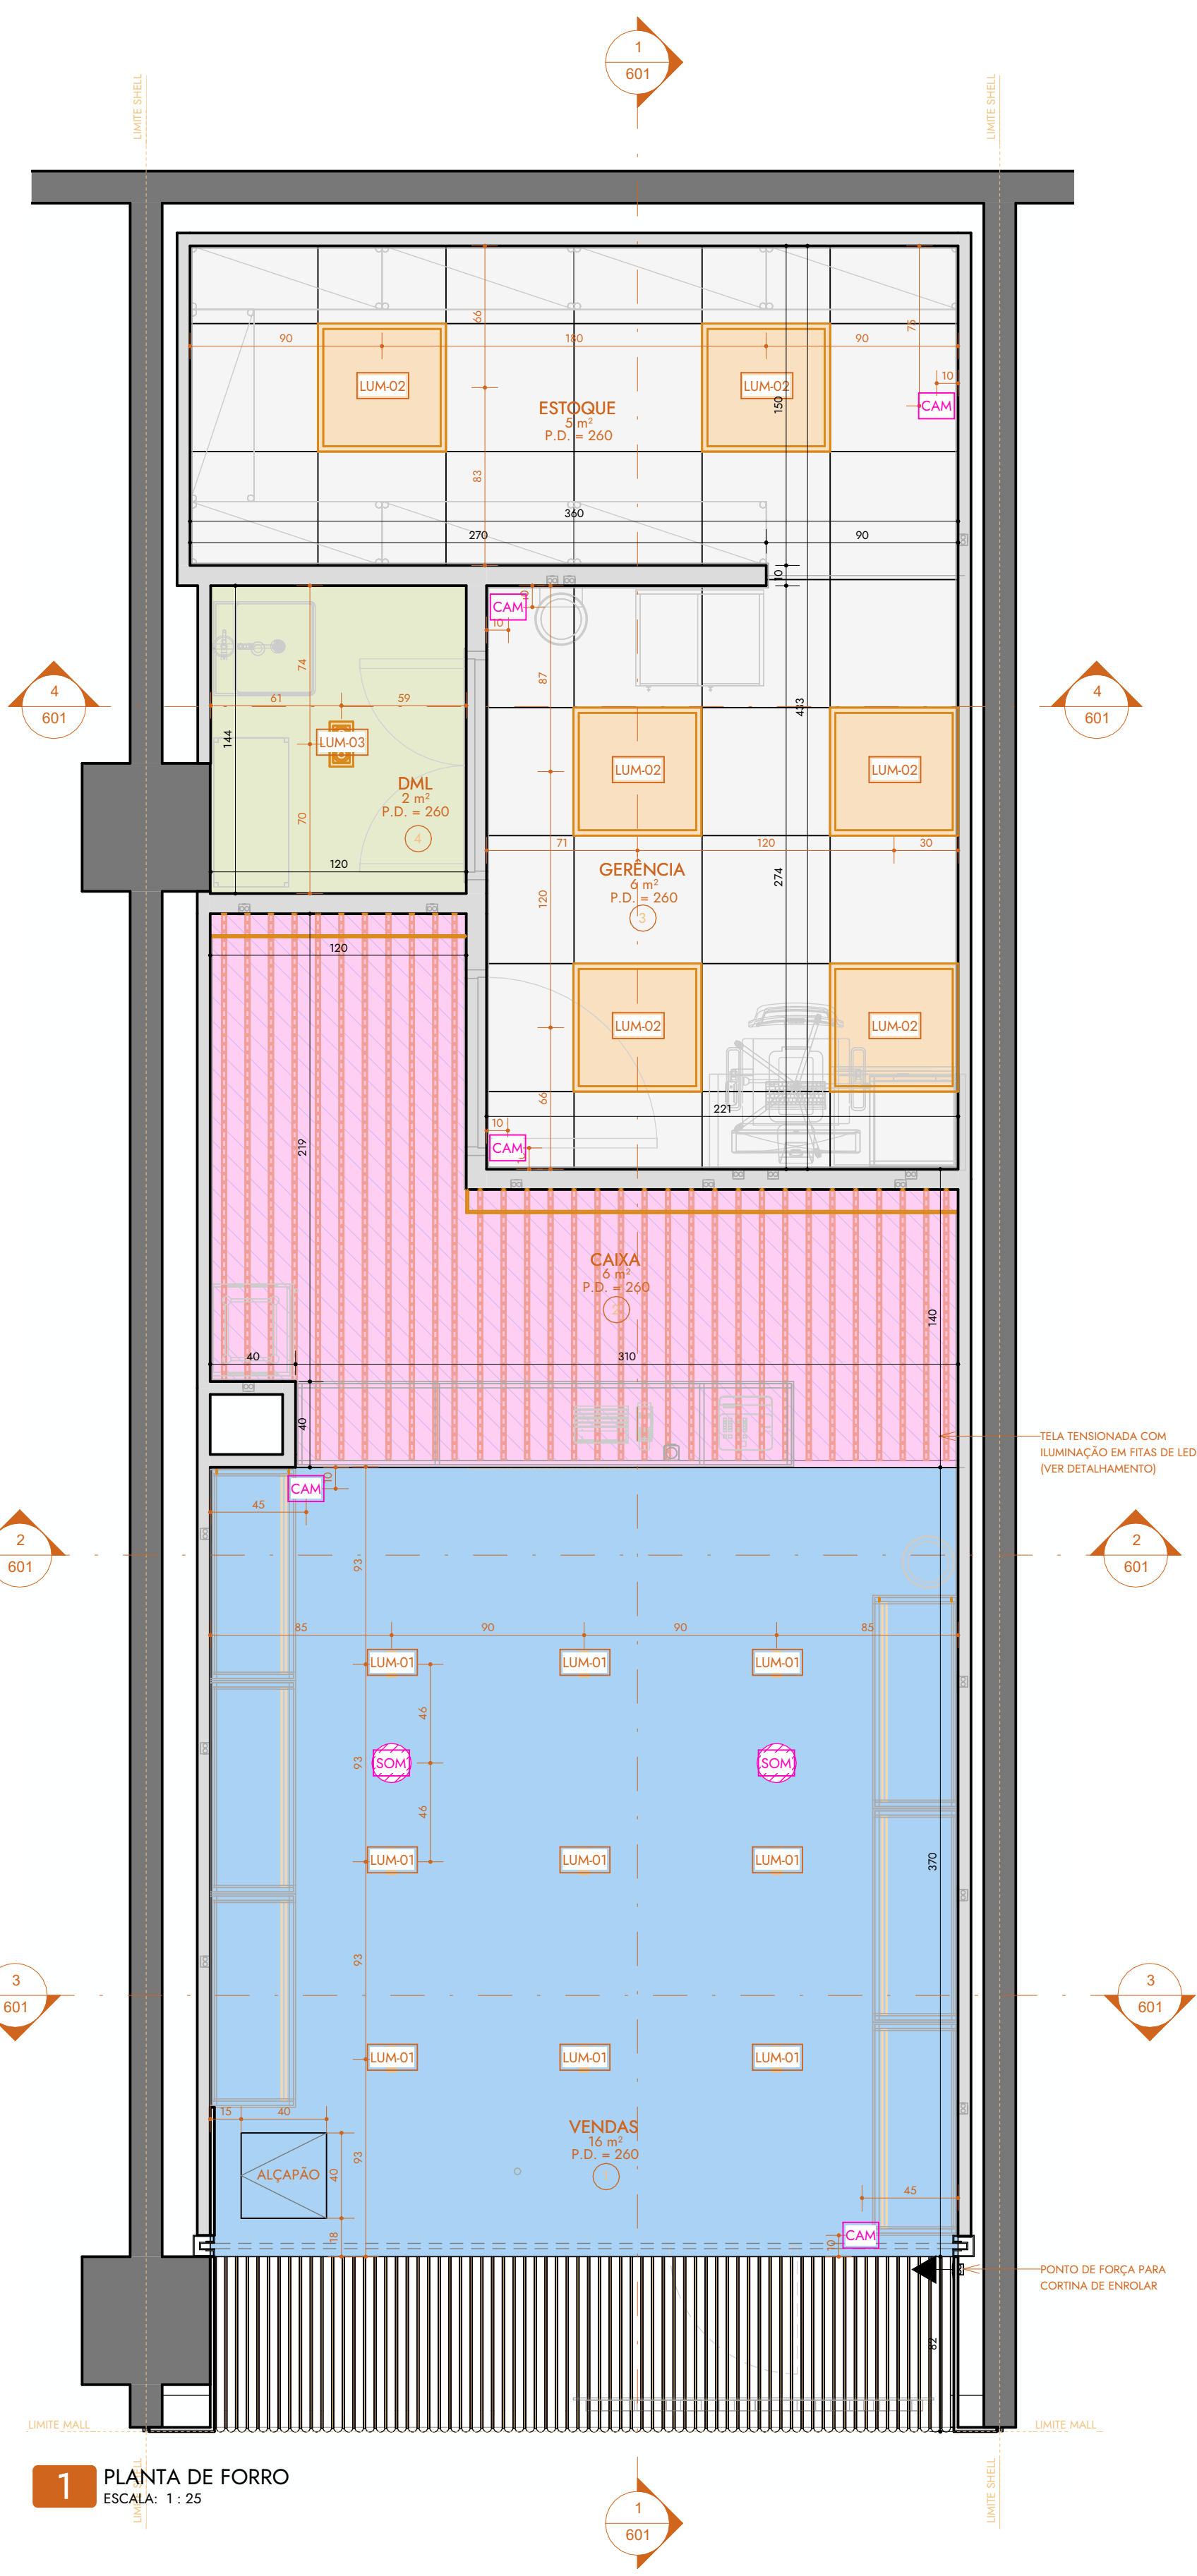 1
601
LIMITE SHELL
LIMITE SHELL
66
75
90
180
90
10
LUM-02
LUM-02
150
CAM
ESTOQUE
5 m²
P.D. = 260
83
360
270
90
10
CAM
10
10
74
87
61
59
433
4
601
4
601
144
LUM-03
LUM-02
LUM-02
DML
2 m²
P.D. = 260
4
70
71
120
30
120
GERÊNCIA
6 m²
P.D. = 260
3
274
120
120
LUM-02
LUM-02
66
221
10
CAM
219
CAIXA
6 m²
P.D. = 260
140
40
310
40
TELA TENSIONADA COM
ILUMINAÇÃO EM FITAS DE LED
(VER DETALHAMENTO)
10
CAM
45
2
601
93
2
601
85
90
90
85
LUM-01
LUM-01
LUM-01
46
SOM
93
SOM
46
LUM-01
LUM-01
LUM-01
370
93
3
601
3
601
LUM-01
LUM-01
LUM-01
15
40
VENDAS
16 m²
P.D. = 260
93
ALÇAPÃO
40
45
18
CAM
10
PONTO DE FORÇA PARA
CORTINA DE ENROLAR
82
LIMITE MALL
LIMITE MALL
1
PLANTA DE FORRO
ESCALA: 1 : 25
LIMITE SHELL
LIMITE SHELL
1
601